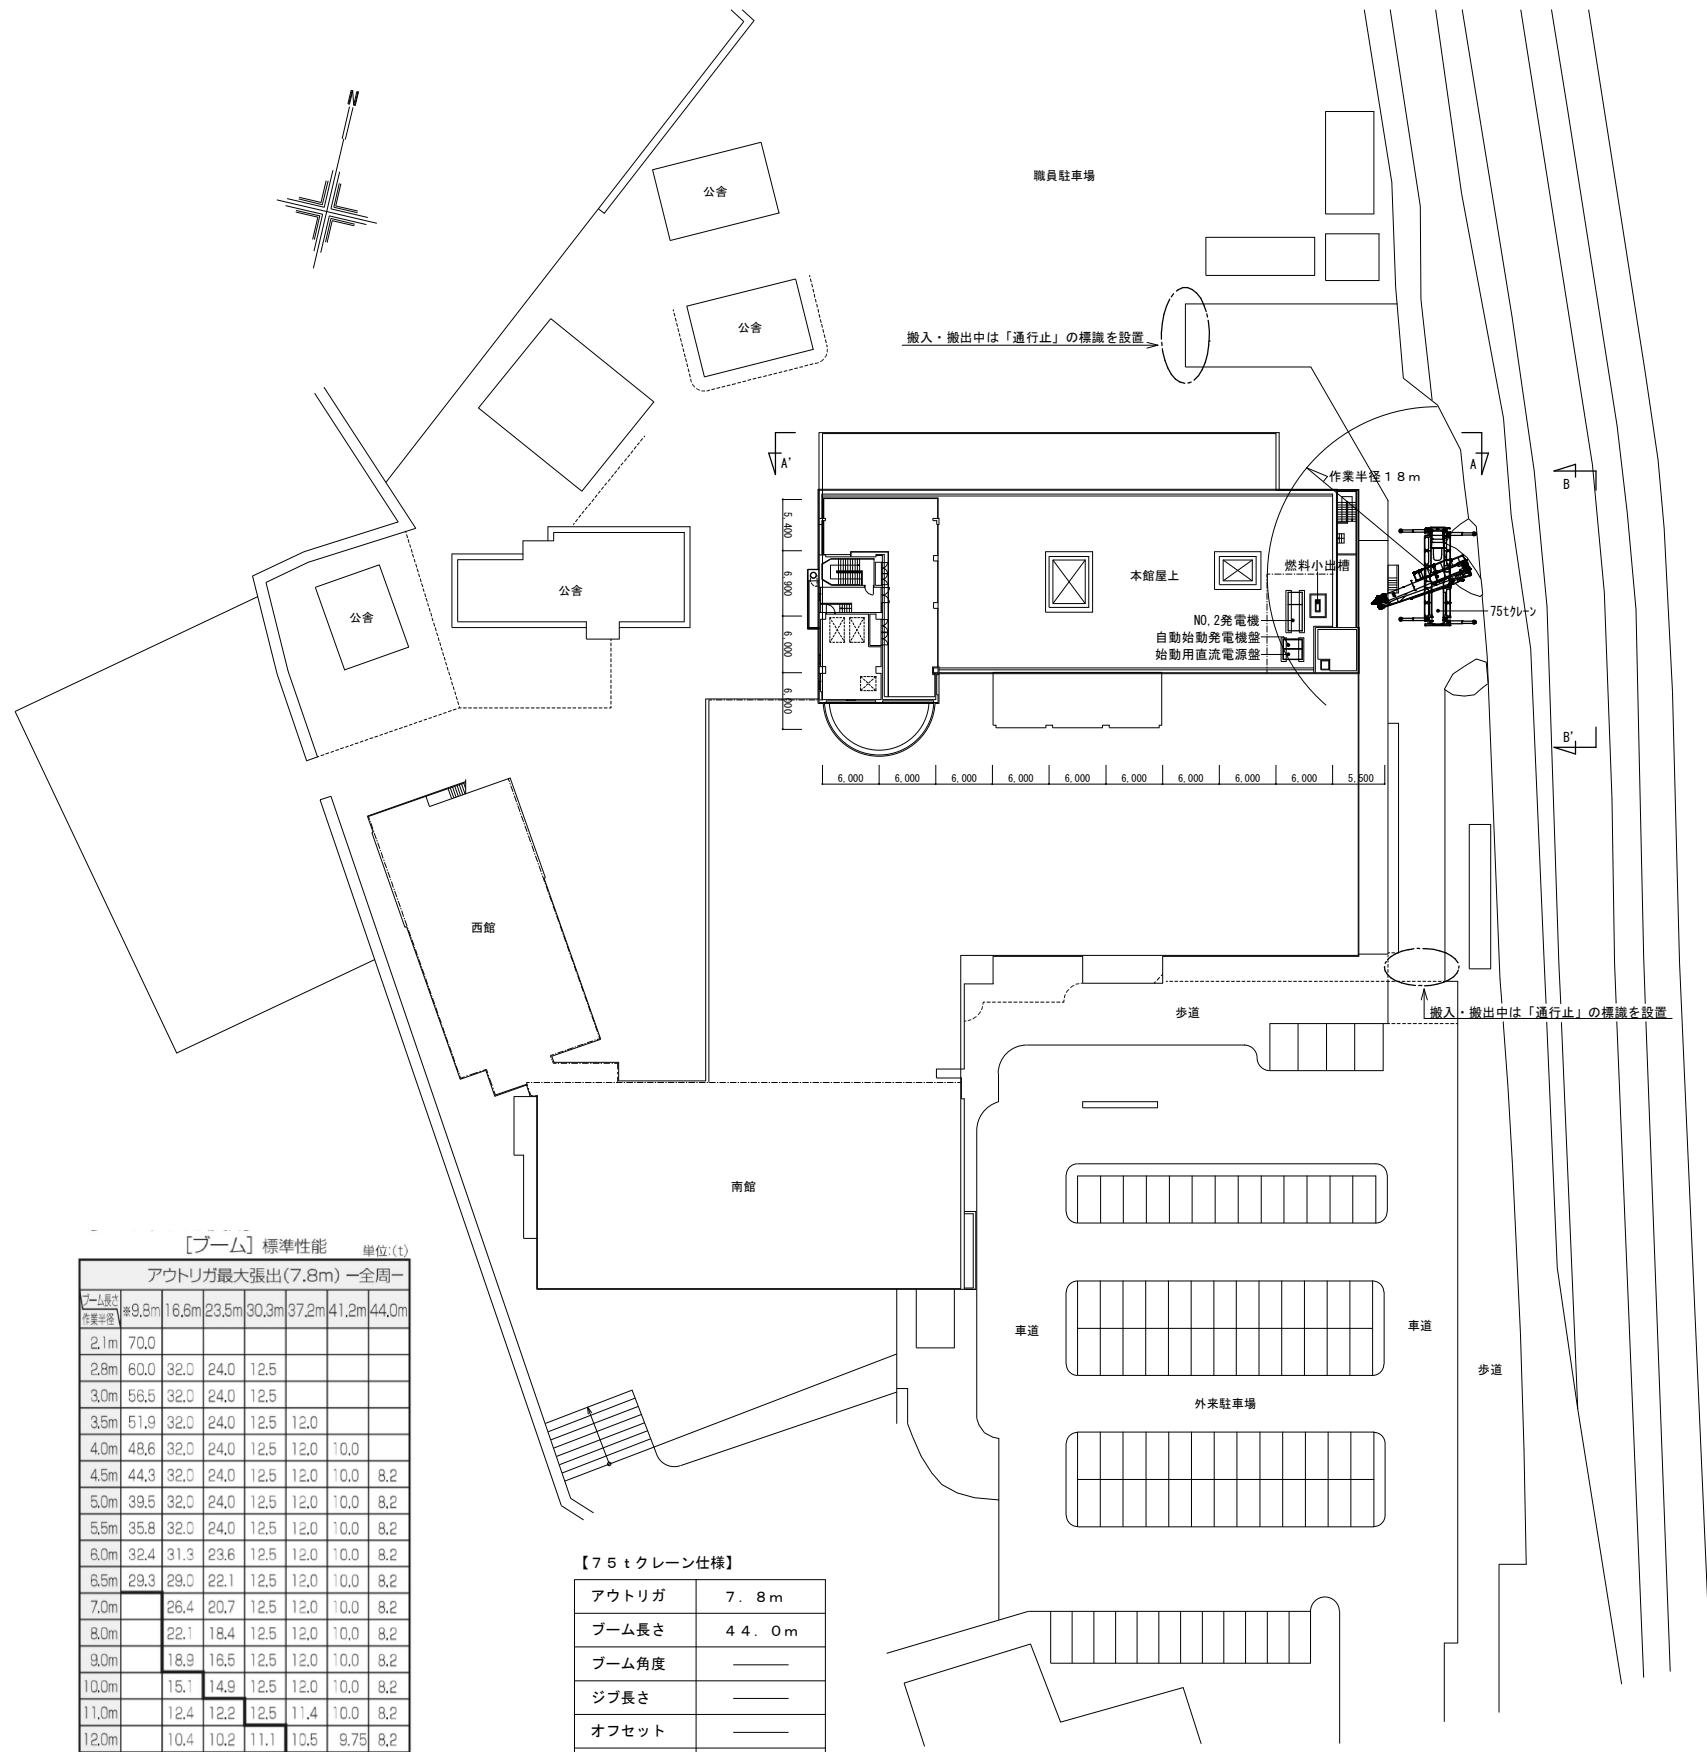 N
公舎
職員駐車場
公舎
搬入・搬出中は「通行止」の標識を設置
A'
A
作業半径18m
B
5,400
6,900
6,000
6,000
公舎
公舎
本館屋上
燃料小出槽
NO.2発電機
自動始動発電機盤
始動用直流電源盤
75tクレーン
B'
6,000 6,000 6,000 6,000 6,000 6,000 6,000 6,000 6,000 5,500
西館
歩道
搬入・搬出中は「通行止」の標識を設置
南館
車道
車道
歩道
外来駐車場
[ブーム] 標準性能 単位:(t)
アウトリガ最大張出(7.8m) ー全周ー
ブーム長さ
作業半径 ※9.8m 16.6m 23.5m 30.3m 37.2m 41.2m 44.0m
2.1m 70.0
2.8m 60.0 32.0 24.0 12.5
3.0m 56.5 32.0 24.0 12.5
3.5m 51.9 32.0 24.0 12.5 12.0
4.0m 48.6 32.0 24.0 12.5 12.0 10.0
4.5m 44.3 32.0 24.0 12.5 12.0 10.0 8.2
5.0m 39.5 32.0 24.0 12.5 12.0 10.0 8.2
5.5m 35.8 32.0 24.0 12.5 12.0 10.0 8.2
6.0m 32.4 31.3 23.6 12.5 12.0 10.0 8.2
6.5m 29.3 29.0 22.1 12.5 12.0 10.0 8.2
7.0m 26.4 20.7 12.5 12.0 10.0 8.2
8.0m 22.1 18.4 12.5 12.0 10.0 8.2
9.0m 18.9 16.5 12.5 12.0 10.0 8.2
10.0m 15.1 14.9 12.5 12.0 10.0 8.2
11.0m 12.4 12.2 12.5 11.4 10.0 8.2
12.0m 10.4 10.2 11.1 10.5 9.75 8.2
【75tクレーン仕様】
アウトリガ 7.8m
ブーム長さ 44.0m
ブーム角度 ―
ジブ長さ ―
オフセット ―